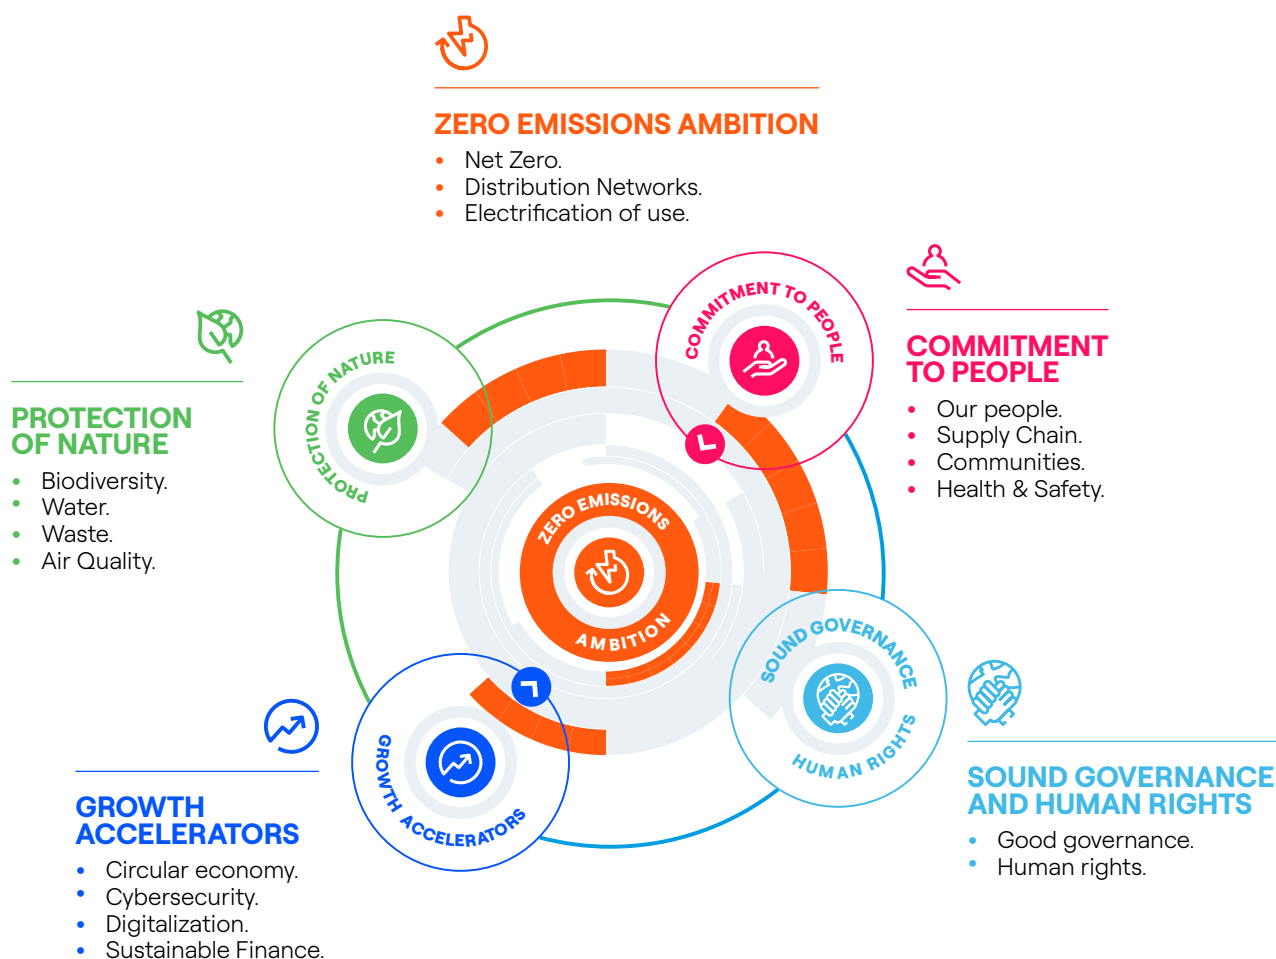 ZERO EMISSIONS AMBITION
• Net Zero.
• Distribution Networks.
• Electrification of use.
COMMITMENT
TO PEOPLE
• Our people.
• Supply Chain.
• Communities.
• Health & Safety.
PROTECTION
OF NATURE
• Biodiversity.
• Water.
• Waste.
• Air Quality.
COMMITMENT TO PEOPLE
PROTECTION OF NATURE
ZERO EMISSIONS
AMBITION
SOUND GOVERNANCE
HUMAN RIGHTS
GROWTH ACCELERATORS
SOUND GOVERNANCE
AND HUMAN RIGHTS
• Good governance.
• Human rights.
GROWTH
ACCELERATORS
• Circular economy.
• Cybersecurity.
• Digitalization.
• Sustainable Finance.